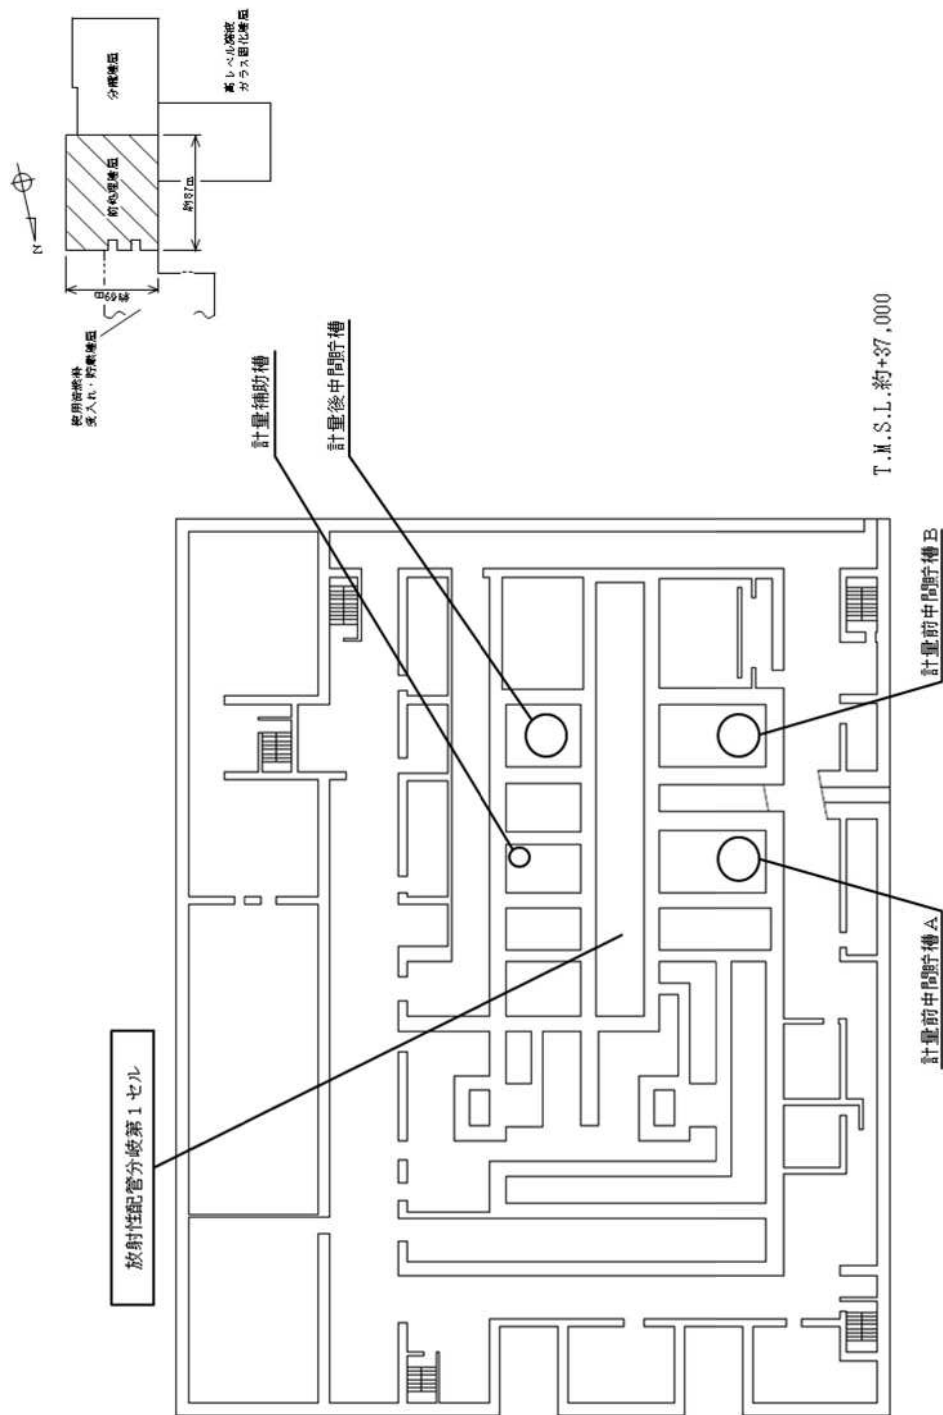 高レベル廃液
ガラス固化建屋
分離建屋
前処理建屋
約87m
約69m
N
使用済燃料
受入れ・貯蔵建屋
計量補助槽
計量後中間貯槽
T.M.S.L.約+37,000
放射性配管分岐第1セル
計量前中間貯槽A
計量前中間貯槽B